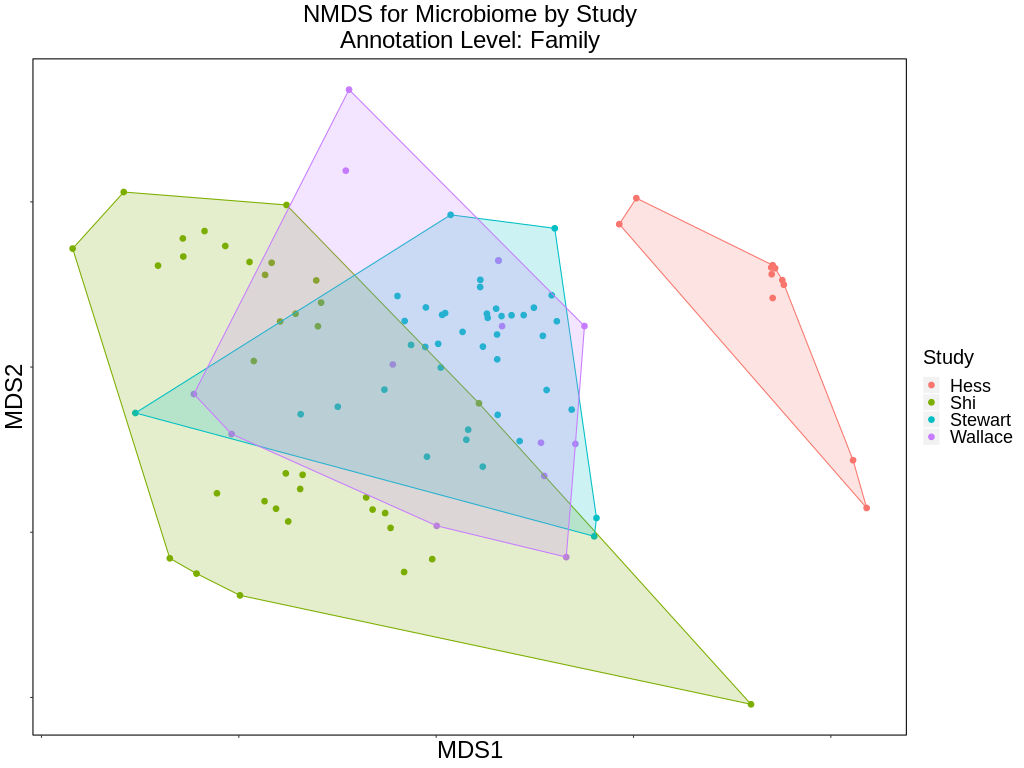 NMDS for Microbiome by Study
Annotation Level: Family
MDS2
MDS1
Study
Hess
Shi
Stewart
Wallace